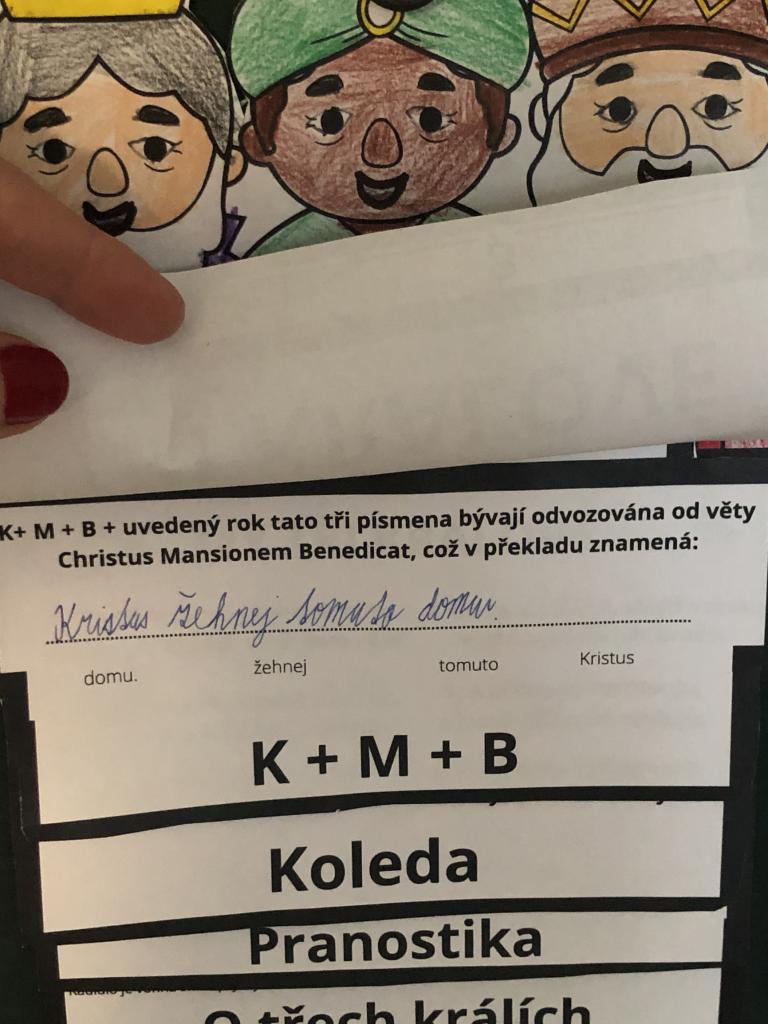 K+ M + B + uvedený rok tato tři písmena bývají odvozována od věty
Christus Mansionem Benedicat, což v překladu znamená:
Kristus žehnej tomuto domu.
domu. žehnej tomuto Kristus
K + M + B
Koleda
Pranostika
O třech králích